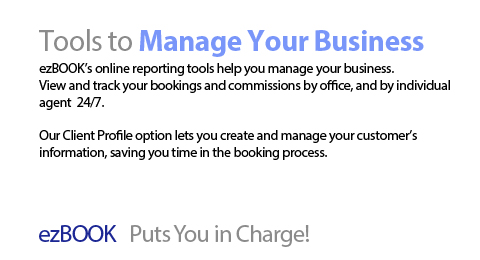 Tools to Manage Your Business
ezBOOK's online reporting tools help you manage your business.
View and track your bookings and commissions by office, and by individual
agent  24/7.
Our Client Profile option lets you create and manage your customer's
information, saving you time in the booking process.
ezBOOK  Puts You in Charge!